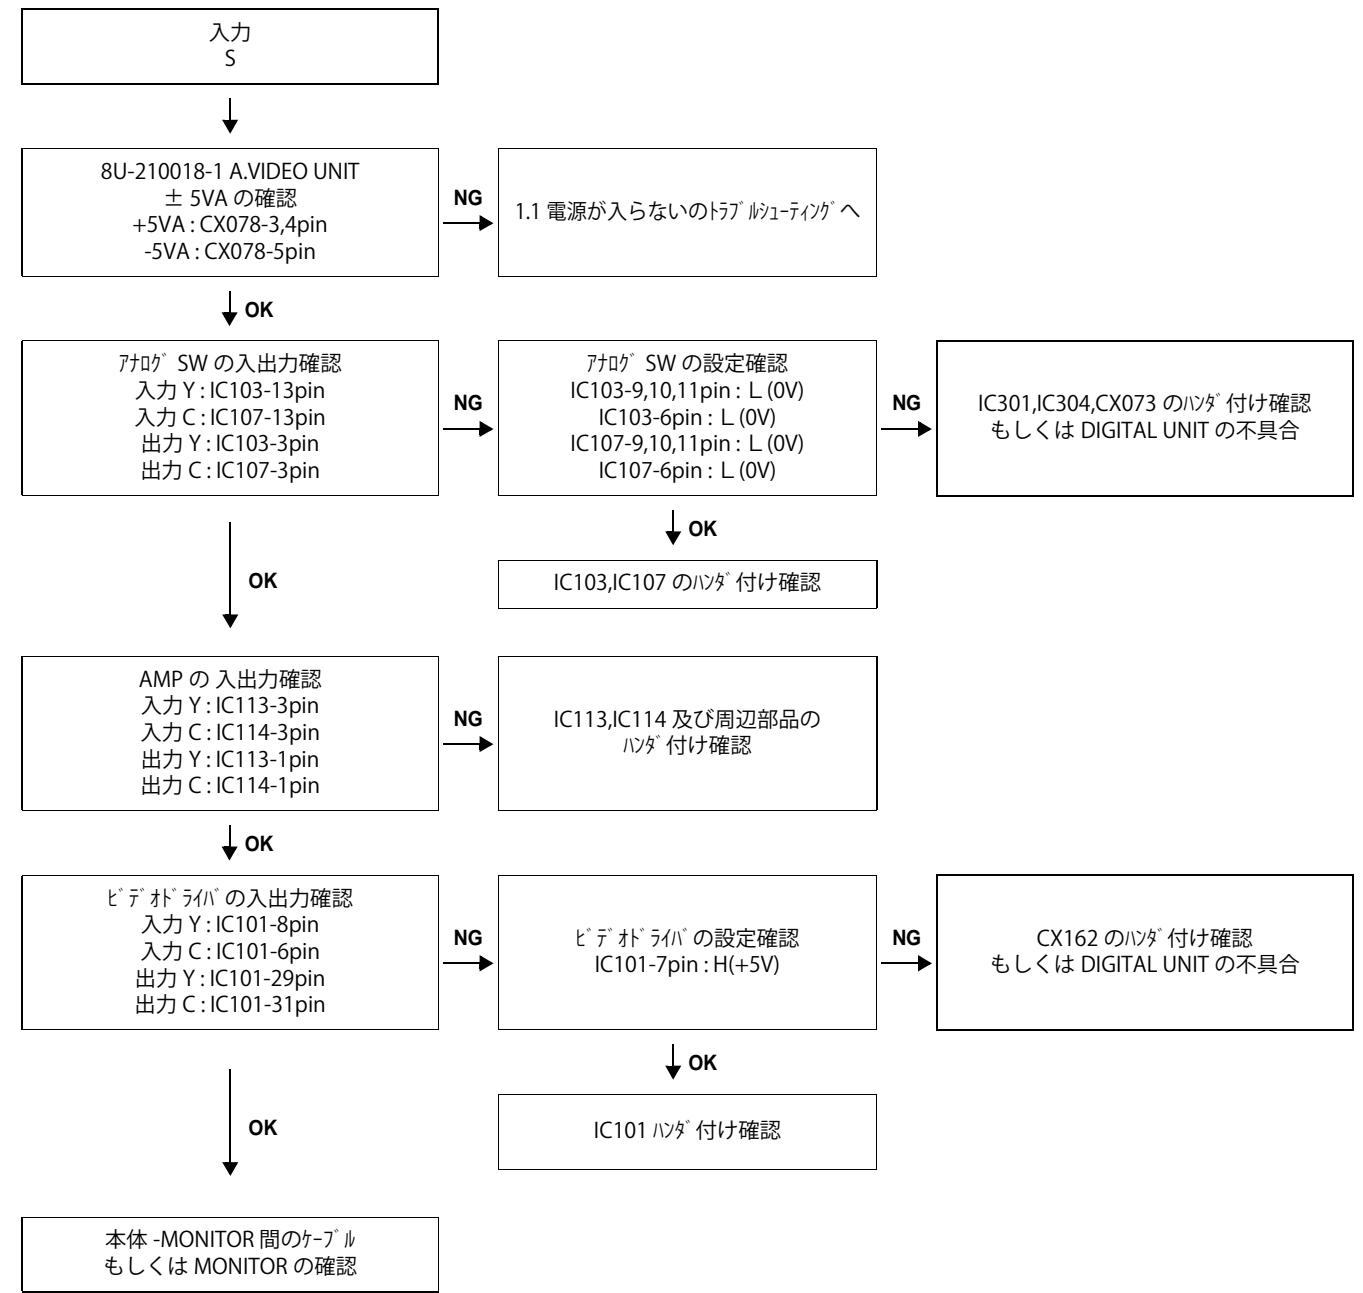 入力
S
8U-210018-1 A.VIDEO UNIT
± 5VA の確認
+5VA : CX078-3,4pin
-5VA : CX078-5pin
NG
1.1 電源が入らないのﾄﾗﾌﾞﾙｼｭｰﾃｨﾝｸﾞへ
OK
ｱﾅﾛｸﾞ SW の入出力確認
入力 Y : IC103-13pin
入力 C : IC107-13pin
出力 Y : IC103-3pin
出力 C : IC107-3pin
NG
ｱﾅﾛｸﾞ SW の設定確認
IC103-9,10,11pin : L (0V)
IC103-6pin : L (0V)
IC107-9,10,11pin : L (0V)
IC107-6pin : L (0V)
NG
IC301,IC304,CX073 のﾊﾝﾀﾞ付け確認
もしくは DIGITAL UNIT の不具合
OK
IC103,IC107 のﾊﾝﾀﾞ付け確認
OK
AMP の 入出力確認
入力 Y : IC113-3pin
入力 C : IC114-3pin
出力 Y : IC113-1pin
出力 C : IC114-1pin
NG
IC113,IC114 及び周辺部品の
ﾊﾝﾀﾞ付け確認
OK
ﾋﾞﾃﾞｵﾄﾞﾗｲﾊﾞの入出力確認
入力 Y : IC101-8pin
入力 C : IC101-6pin
出力 Y : IC101-29pin
出力 C : IC101-31pin
NG
ﾋﾞﾃﾞｵﾄﾞﾗｲﾊﾞの設定確認
IC101-7pin : H(+5V)
NG
CX162 のﾊﾝﾀﾞ付け確認
もしくは DIGITAL UNIT の不具合
OK
IC101 ﾊﾝﾀﾞ付け確認
OK
本体 -MONITOR 間のｹｰﾌﾞﾙ
もしくは MONITOR の確認